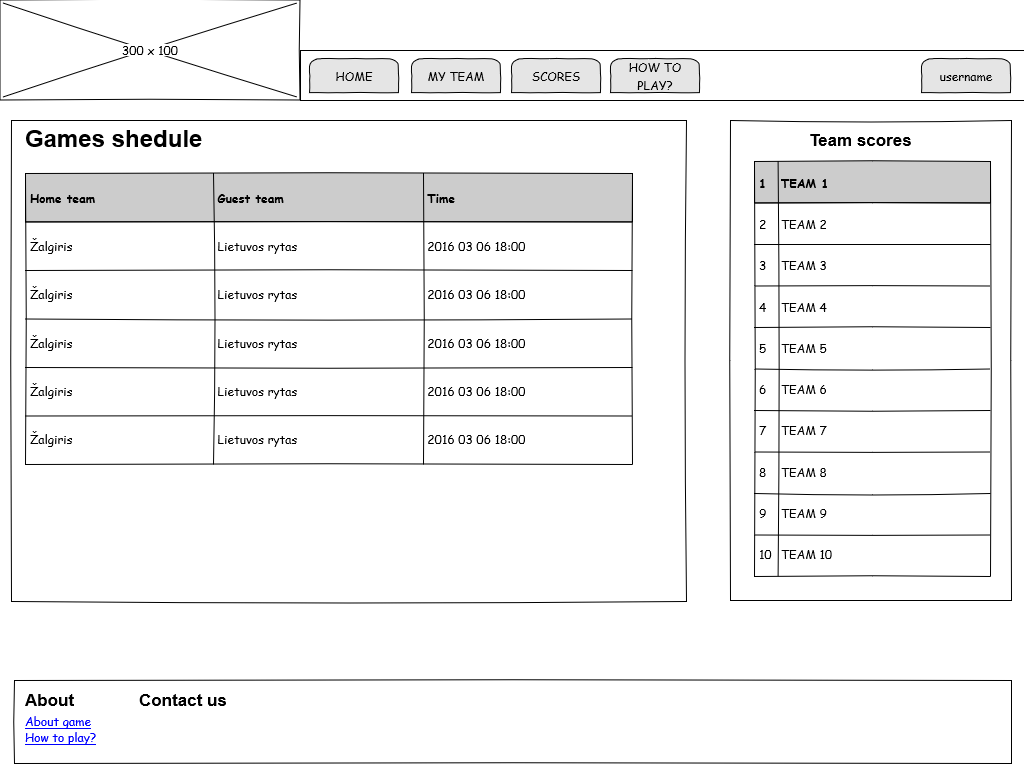 300 x 100
HOME
MY TEAM
SCORES
HOW TO
PLAY?
username
Games shedule
Home team Guest team Time
Žalgiris Lietuvos rytas 2016 03 06 18:00
Žalgiris Lietuvos rytas 2016 03 06 18:00
Žalgiris Lietuvos rytas 2016 03 06 18:00
Žalgiris Lietuvos rytas 2016 03 06 18:00
Žalgiris Lietuvos rytas 2016 03 06 18:00
Team scores
1 TEAM 1
2 TEAM 2
3 TEAM 3
4 TEAM 4
5 TEAM 5
6 TEAM 6
7 TEAM 7
8 TEAM 8
9 TEAM 9
10 TEAM 10
About
About game
How to play?
Contact us